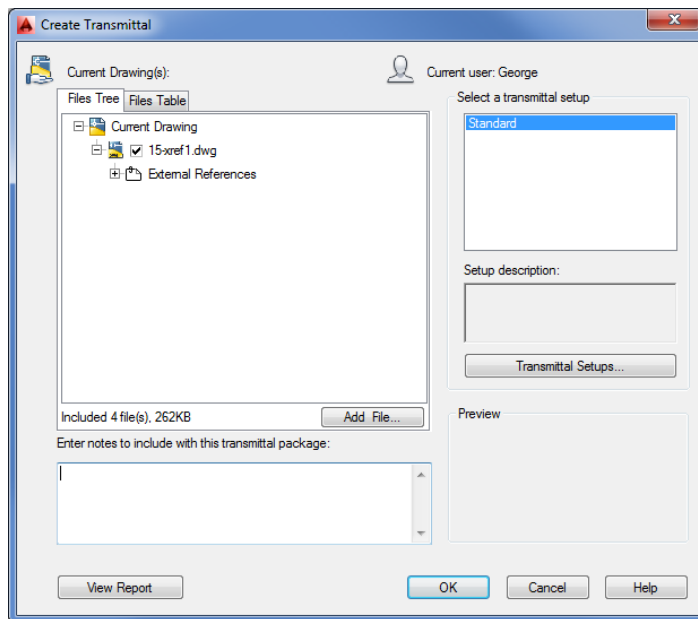 Create Transmittal
Current Drawing(s):
Current user: George
Files Tree
Files Table
Select a transmittal setup
Current Drawing
15-xref1.dwg
External References
Standard
Setup description:
Transmittal Setups...
Included 4 file(s), 262KB
Add File...
Preview
Enter notes to include with this transmittal package:
View Report
OK
Cancel
Help